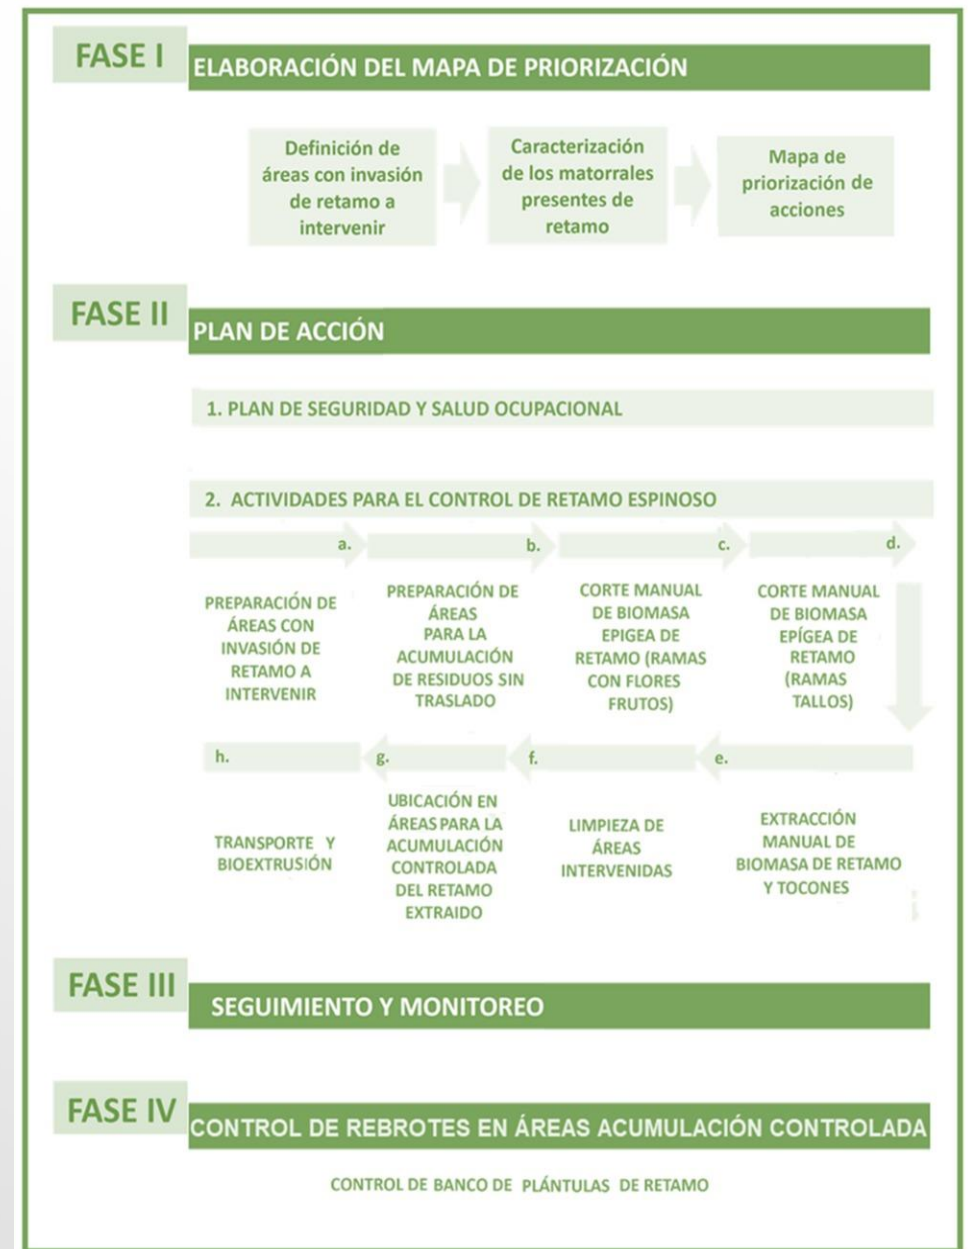 FASE I
ELABORACIÓN DEL MAPA DE PRIORIZACIÓN
Definición de
áreas con invasión
de retamo a
intervenir
Caracterización
de los matorrales
presentes de
retamo
Mapa de
priorización de
acciones
FASE II
PLAN DE ACCIÓN
1. PLAN DE SEGURIDAD Y SALUD OCUPACIONAL
2. ACTIVIDADES PARA EL CONTROL DE RETAMO ESPINOSO
a.
PREPARACIÓN DE
ÁREAS CON
INVASIÓN DE
RETAMO A
INTERVENIR
b.
PREPARACIÓN DE
ÁREAS
PARA LA
ACUMULACIÓN
DE RESIDUOS SIN
TRASLADO
c.
CORTE MANUAL
DE BIOMASA
EPIGEA DE
RETAMO (RAMAS
CON FLORES
FRUTOS)
d.
CORTE MANUAL
DE BIOMASA
EPÍGEA DE
RETAMO
(RAMAS
TALLOS)
e.
EXTRACCIÓN
MANUAL DE
BIOMASA DE RETAMO
Y TOCONES
f.
LIMPIEZA DE
ÁREAS
INTERVENIDAS
g.
UBICACIÓN EN
ÁREAS PARA LA
ACUMULACIÓN
CONTROLADA
DEL RETAMO
EXTRAIDO
h.
TRANSPORTE Y
BIOEXTRUSIÓN
FASE III
SEGUIMIENTO Y MONITOREO
FASE IV
CONTROL DE REBROTES EN ÁREAS ACUMULACIÓN CONTROLADA
CONTROL DE BANCO DE PLÁNTULAS DE RETAMO